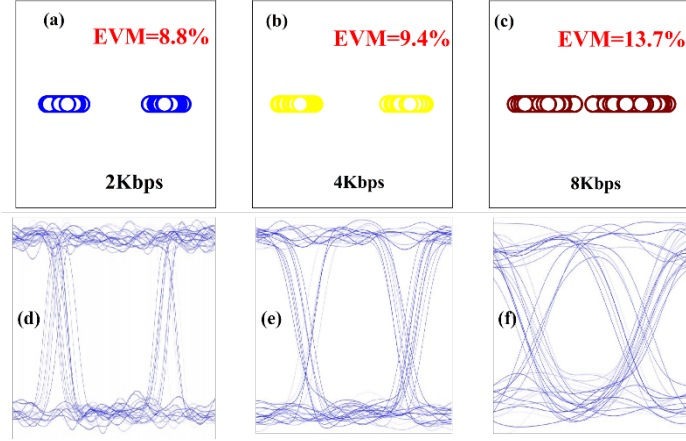 (a)
EVM=8.8%
2Kbps
(b)
EVM=9.4%
4Kbps
(c)
EVM=13.7%
8Kbps
(d)
(e)
(f)